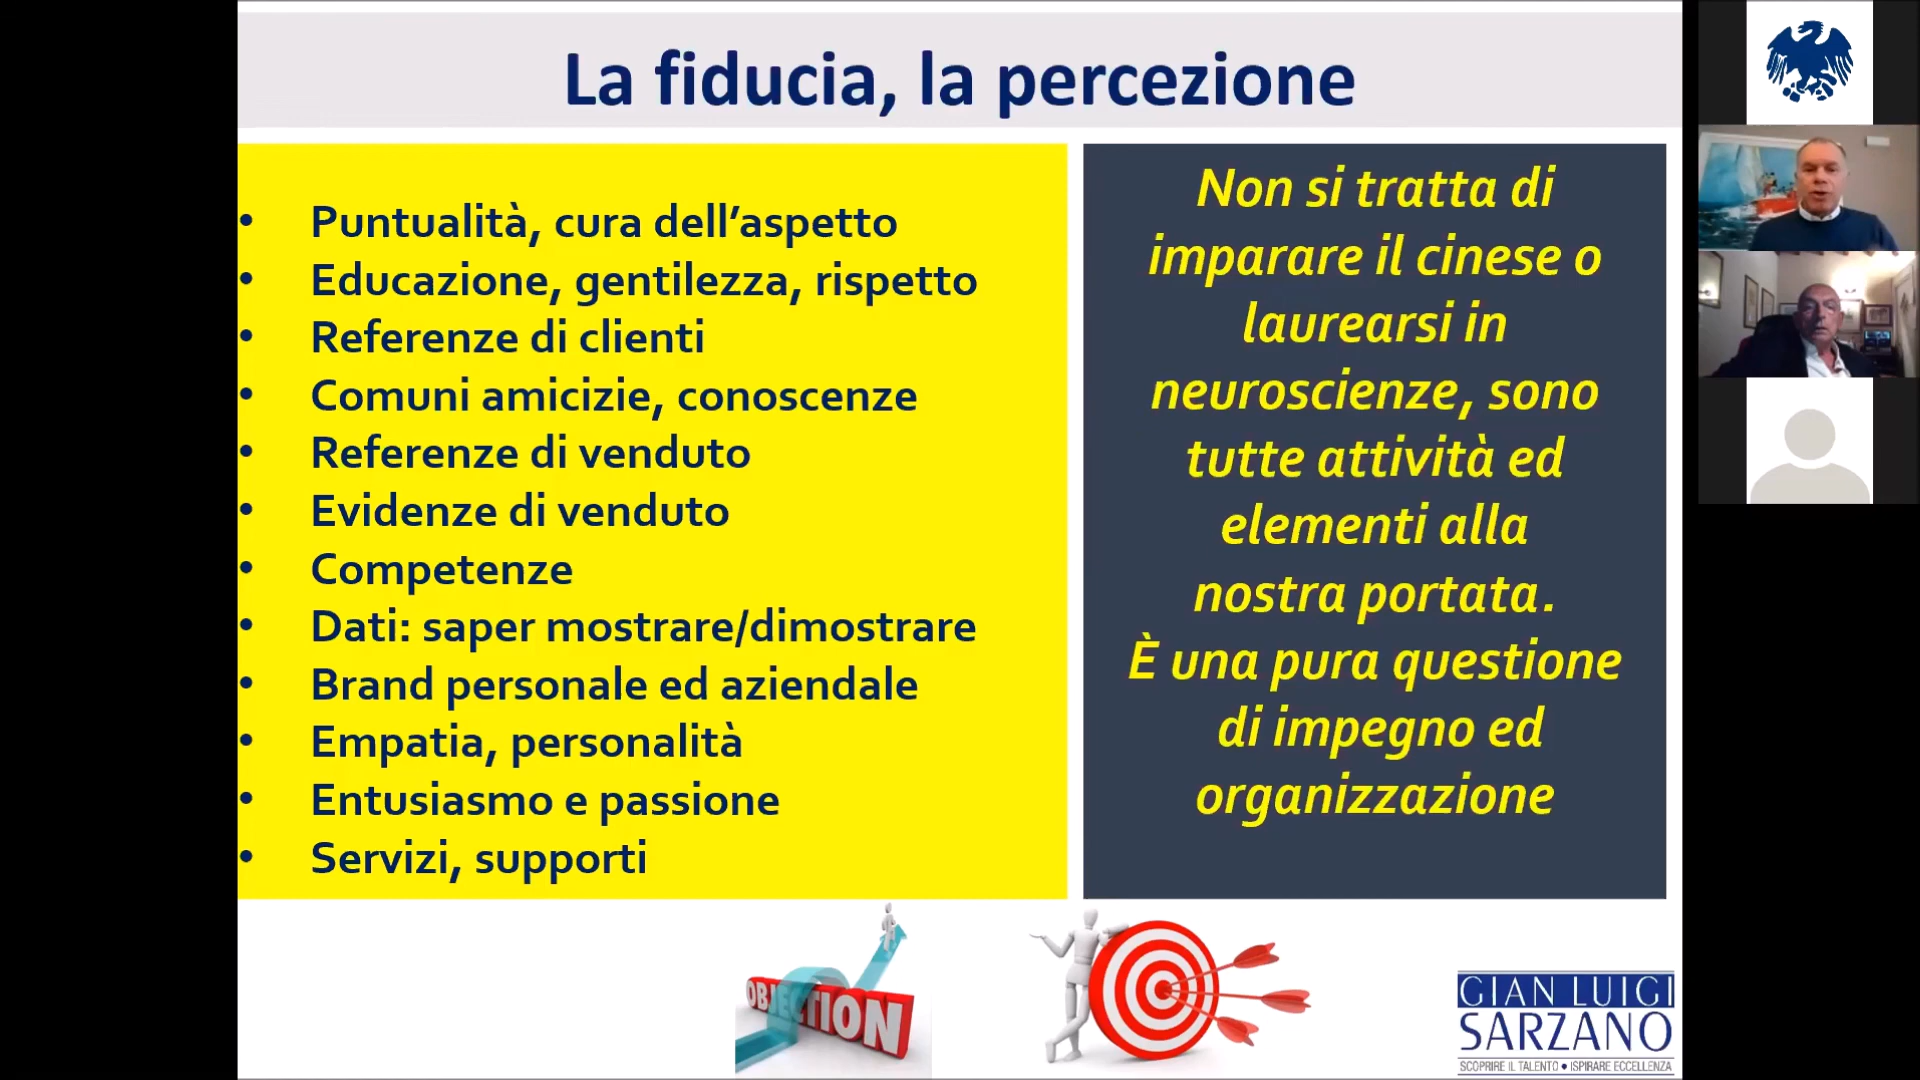 La fiducia, la percezione
• Puntualità, cura dell’aspetto
• Educazione, gentilezza, rispetto
• Referenze di clienti
• Comuni amicizie, conoscenze
• Referenze di venduto
• Evidenze di venduto
• Competenze
• Dati: saper mostrare/dimostrare
• Brand personale ed aziendale
• Empatia, personalità
• Entusiasmo e passione
• Servizi, supporti
Non si tratta di
imparare il cinese o
laurearsi in
neuroscienze, sono
tutte attività ed
elementi alla
nostra portata.
È una pura questione
di impegno ed
organizzazione
OBJECTION
GIAN LUIGI
SARZANO
SCOPRIRE IL TALENTO • ISPIRARE ECCELLENZA